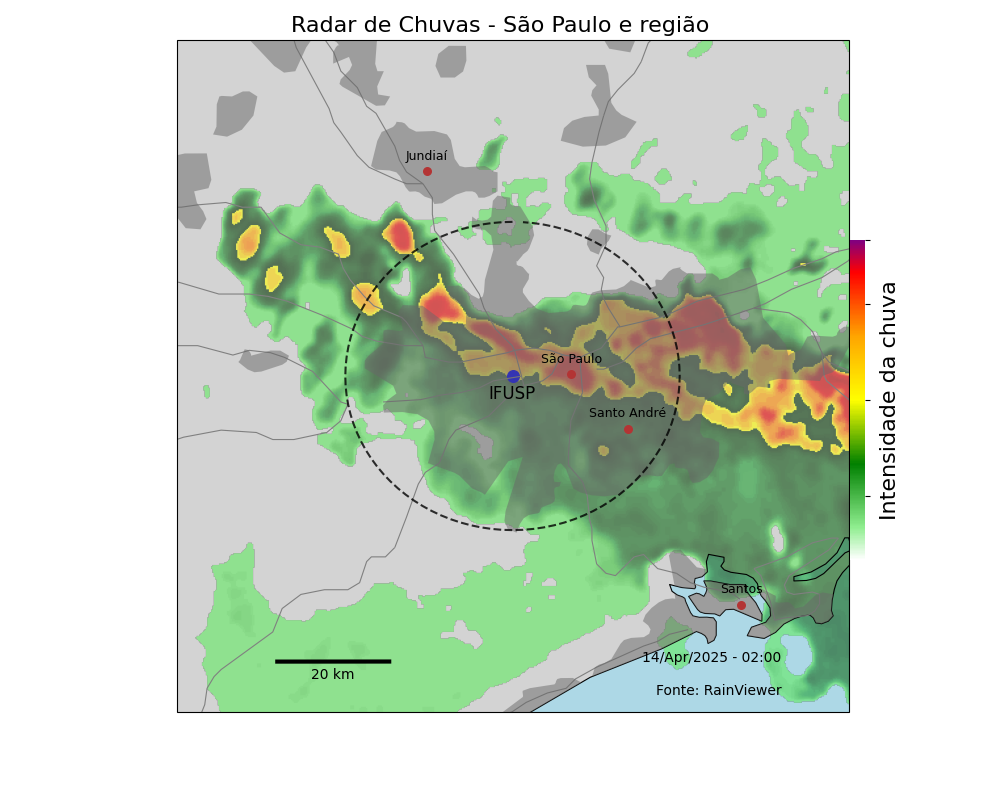 Radar de Chuvas - São Paulo e região
Jundiaí
São Paulo
IFUSP
Santo André
Santos
20 km
14/Apr/2025 - 02:00
Fonte: RainViewer
Intensidade da chuva